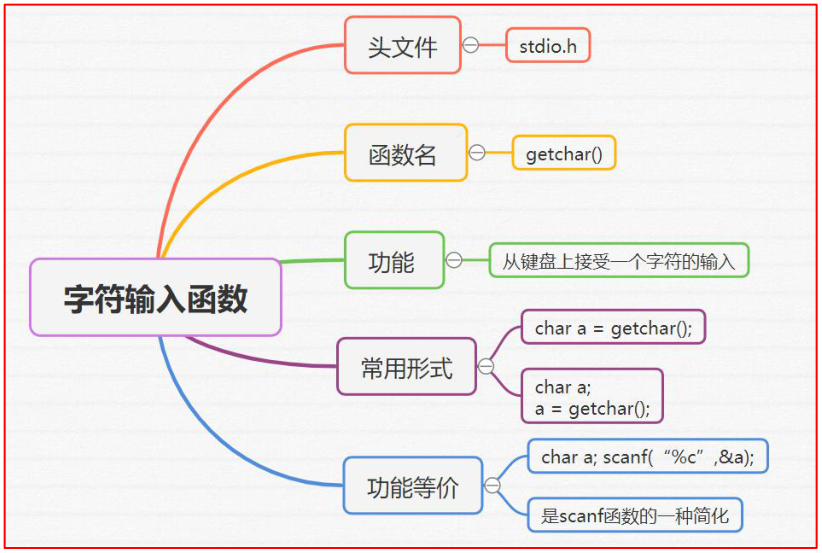 头文件
stdio.h
函数名
getchar()
字符输入函数
功能
从键盘上接受一个字符的输入
常用形式
char a = getchar();
char a;
a = getchar();
功能等价
char a; scanf(“%c”,&a);
是scanf函数的一种简化